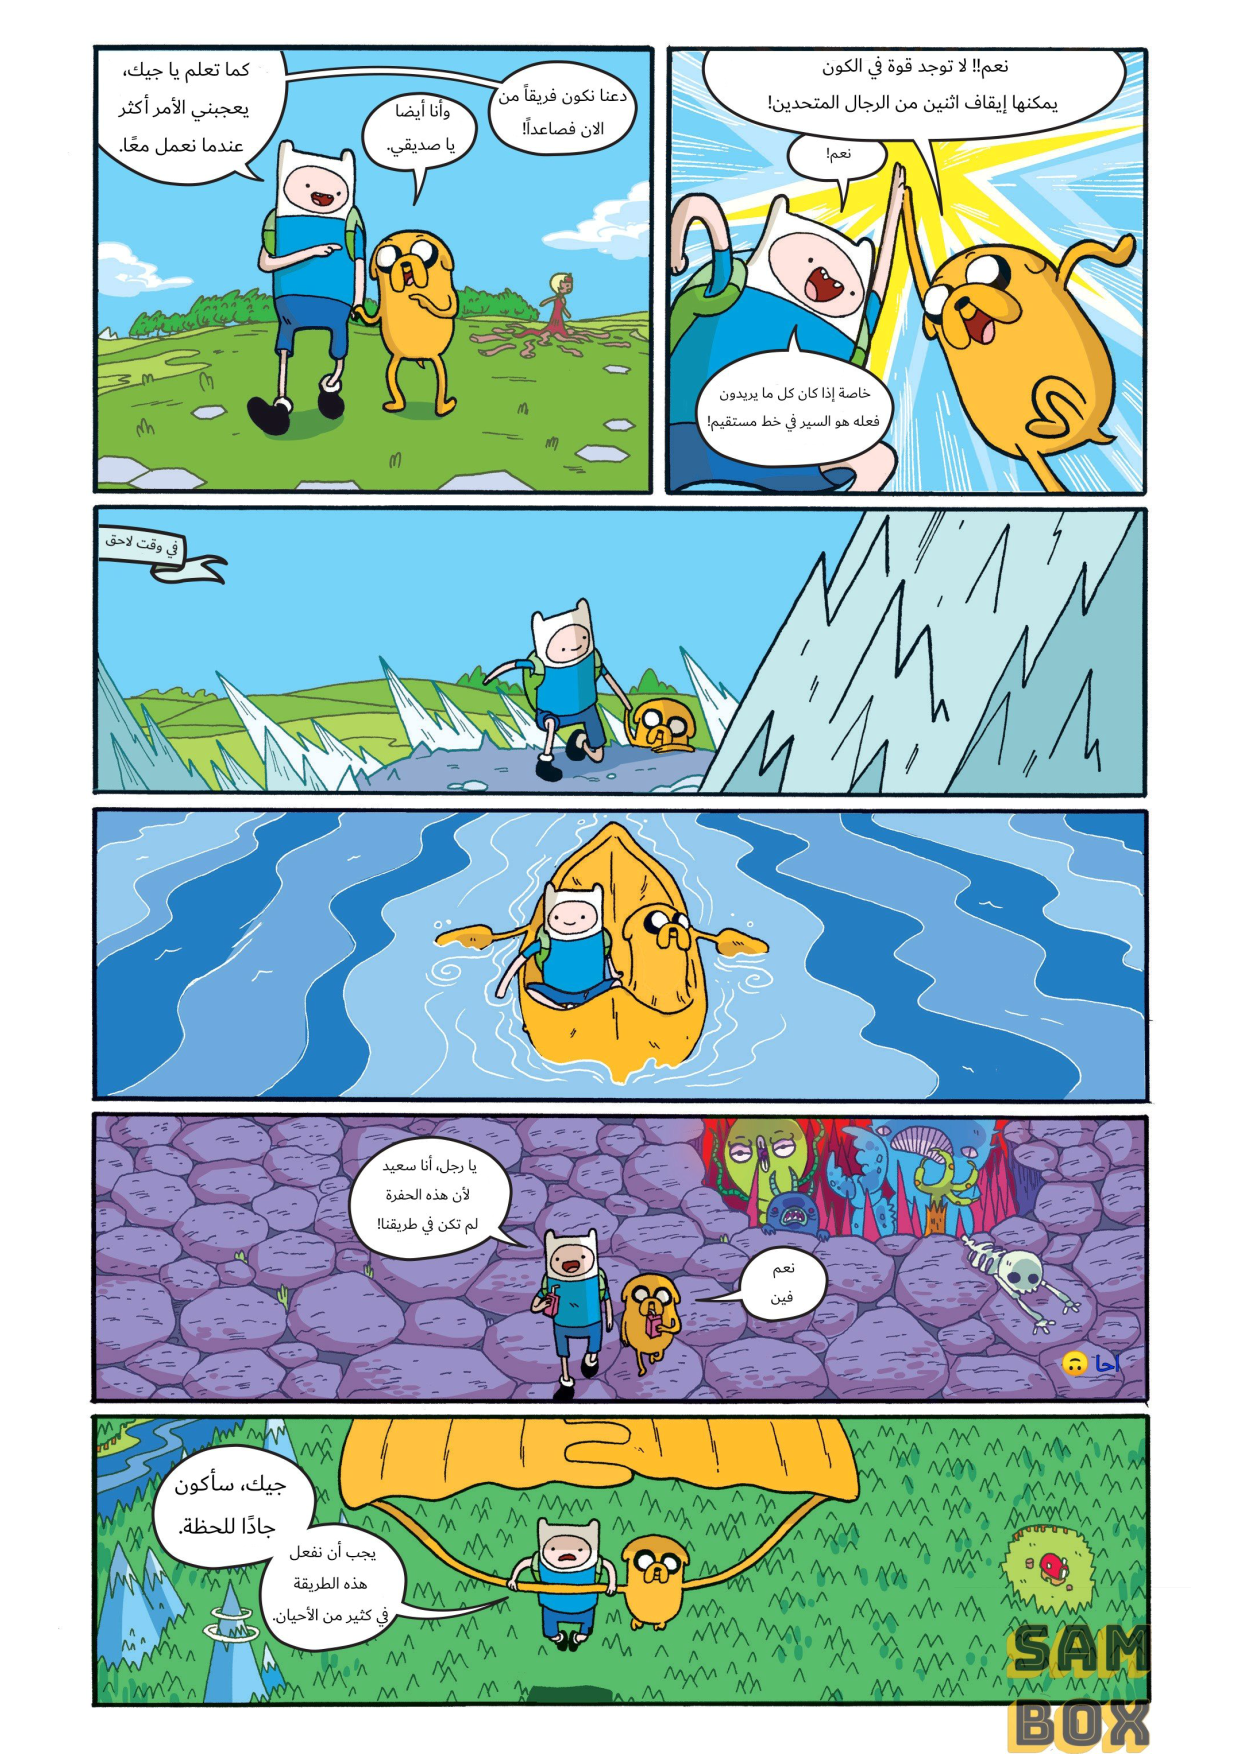 كما تعلم يا جيك،
يعجبني الأمر أكثر
عندما نعمل معًا.
وأنا أيضا
يا صديقي.
دعنا نكون فريقاً من
الان فصاعداً!
نعم!! لا توجد قوة في الكون
يمكنها إيقاف اثنين من الرجال المتحدين!
نعم!
خاصة إذا كان كل ما يريدون
فعله هو السير في خط مستقيم!
في وقت لاحق
يا رجل، أنا سعيد
لأن هذه الحفرة
لم تكن في طريقنا!
نعم
فين
احا 🙃
جيك، سأكون
جادًا للحظة.
يجب أن نفعل
هذه الطريقة
في كثير من الأحيان.
SAM
BOX